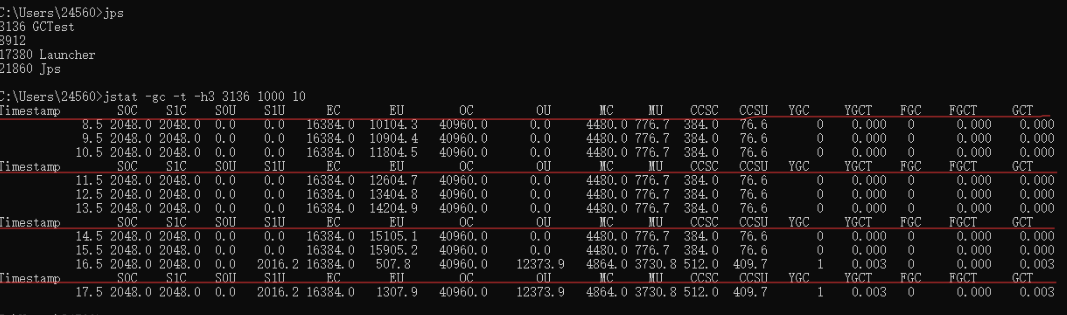 C:\Users\24560>jps
3136 GCTest
8912
17380 Launcher
21860 Jps
C:\Users\24560>jstat -gc -t -h3 3136 1000 10
Timestamp S0C S1C S0U S1U EC EU OC OU MC MU CCSC CCSU YGC YGCT FGC FGCT GCT
8.5 2048.0 2048.0 0.0 0.0 16384.0 10104.3 40960.0 0.0 4480.0 776.7 384.0 76.6 0 0.000 0 0.000 0.000
9.5 2048.0 2048.0 0.0 0.0 16384.0 10904.4 40960.0 0.0 4480.0 776.7 384.0 76.6 0 0.000 0 0.000 0.000
10.5 2048.0 2048.0 0.0 0.0 16384.0 11804.5 40960.0 0.0 4480.0 776.7 384.0 76.6 0 0.000 0 0.000 0.000
Timestamp S0C S1C S0U S1U EC EU OC OU MC MU CCSC CCSU YGC YGCT FGC FGCT GCT
11.5 2048.0 2048.0 0.0 0.0 16384.0 12604.7 40960.0 0.0 4480.0 776.7 384.0 76.6 0 0.000 0 0.000 0.000
12.5 2048.0 2048.0 0.0 0.0 16384.0 13404.8 40960.0 0.0 4480.0 776.7 384.0 76.6 0 0.000 0 0.000 0.000
13.5 2048.0 2048.0 0.0 0.0 16384.0 14204.9 40960.0 0.0 4480.0 776.7 384.0 76.6 0 0.000 0 0.000 0.000
Timestamp S0C S1C S0U S1U EC EU OC OU MC MU CCSC CCSU YGC YGCT FGC FGCT GCT
14.5 2048.0 2048.0 0.0 0.0 16384.0 15105.1 40960.0 0.0 4480.0 776.7 384.0 76.6 0 0.000 0 0.000 0.000
15.5 2048.0 2048.0 0.0 0.0 16384.0 15905.2 40960.0 0.0 4480.0 776.7 384.0 76.6 0 0.000 0 0.000 0.000
16.5 2048.0 2048.0 0.0 2016.2 16384.0 507.8 40960.0 12373.9 4864.0 3730.8 512.0 409.7 1 0.003 0 0.000 0.003
Timestamp S0C S1C S0U S1U EC EU OC OU MC MU CCSC CCSU YGC YGCT FGC FGCT GCT
17.5 2048.0 2048.0 0.0 2016.2 16384.0 1307.9 40960.0 12373.9 4864.0 3730.8 512.0 409.7 1 0.003 0 0.000 0.003